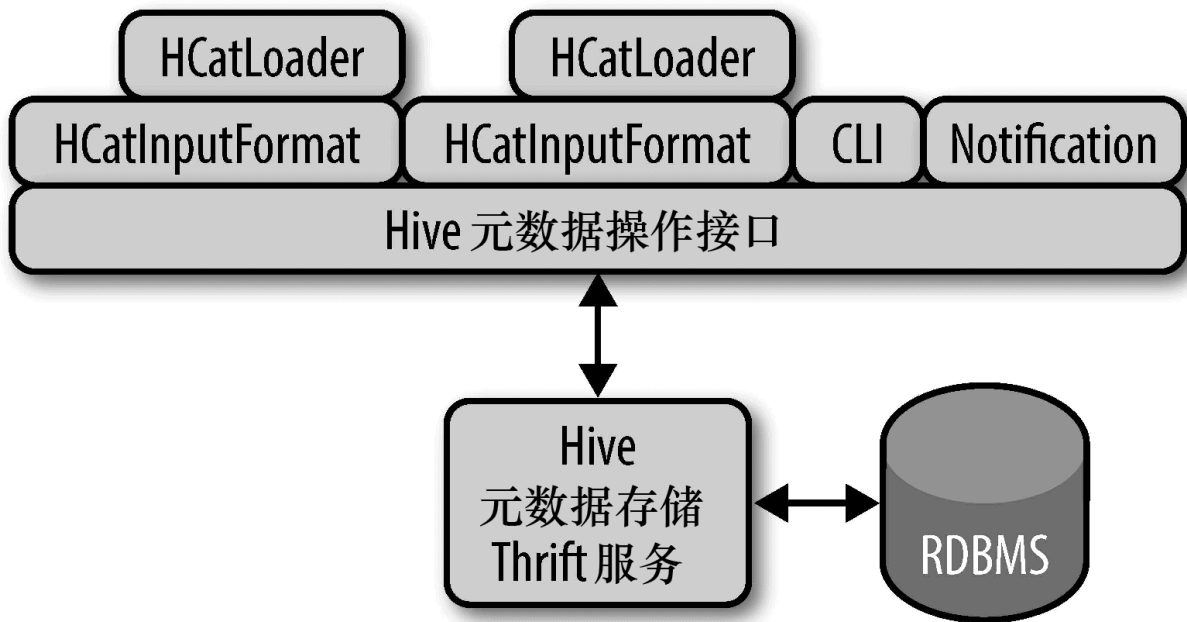 HCatLoader HCatLoader
HCatInputFormat HCatInputFormat CLI Notification
Hive 元数据操作接口
Hive
元数据存储
Thrift 服务
RDBMS